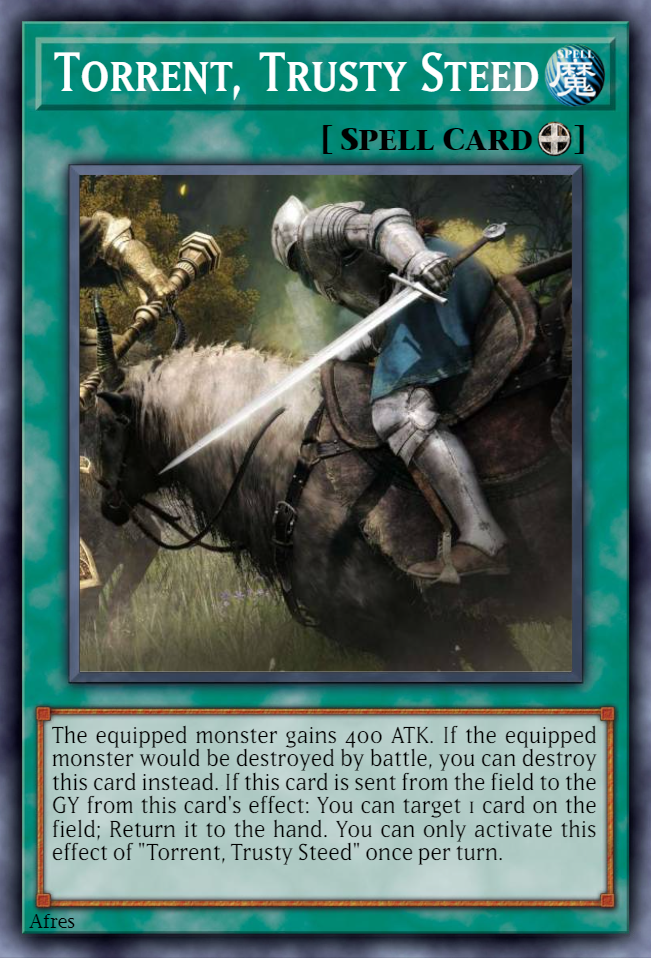 TORRENT, TRUSTY STEED
SPELL
魔
[ SPELL CARD ]
The equipped monster gains 400 ATK. If the equipped
monster would be destroyed by battle, you can destroy
this card instead. If this card is sent from the field to the
GY from this card's effect: You can target 1 card on the
field; Return it to the hand. You can only activate this
effect of "Torrent, Trusty Steed" once per turn.
Afres